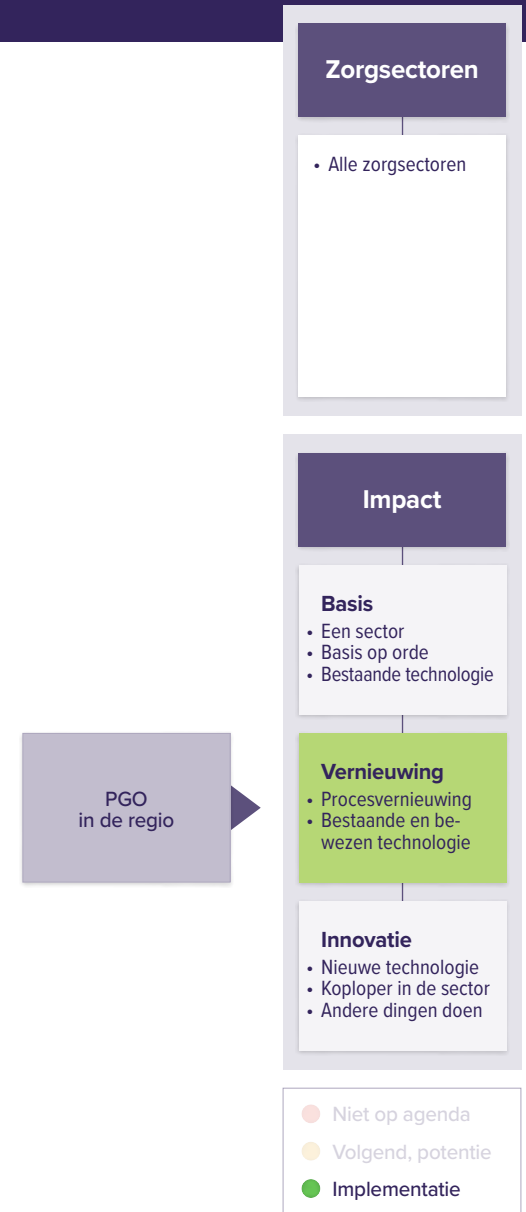 Zorgsectoren
• Alle zorgsectoren
Impact
Basis
• Een sector
• Basis op orde
• Bestaande technologie
PGO
in de regio
Vernieuwing
• Procesvernieuwing
• Bestaande en be-
wezen technologie
Innovatie
• Nieuwe technologie
• Koploper in de sector
• Andere dingen doen
Niet op agenda
Volgend, potentie
Implementatie